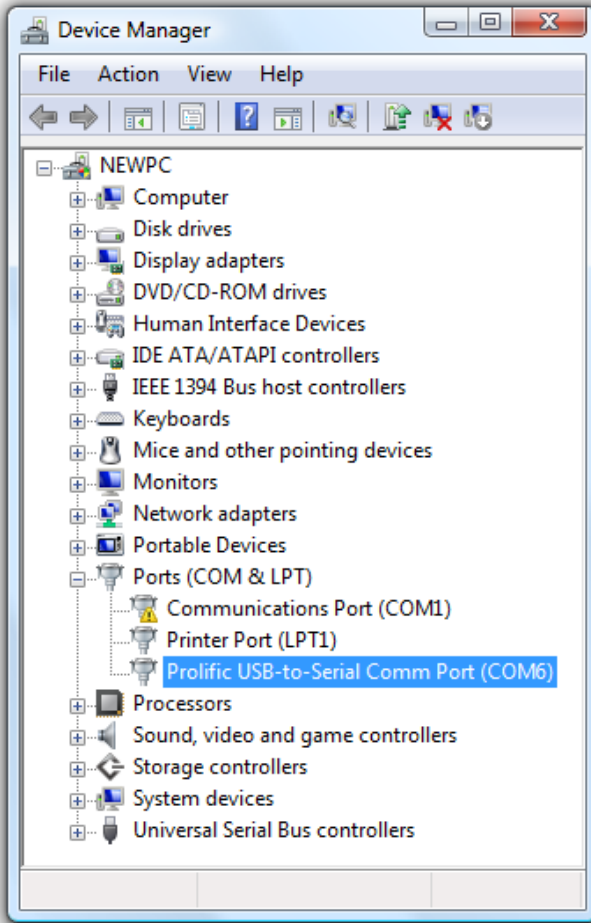 Device Manager
File Action View Help
NEWPC
Computer
Disk drives
Display adapters
DVD/CD-ROM drives
Human Interface Devices
IDE ATA/ATAPI controllers
IEEE 1394 Bus host controllers
Keyboards
Mice and other pointing devices
Monitors
Network adapters
Portable Devices
Ports (COM & LPT)
Communications Port (COM1)
Printer Port (LPT1)
Prolific USB-to-Serial Comm Port (COM6)
Processors
Sound, video and game controllers
Storage controllers
System devices
Universal Serial Bus controllers